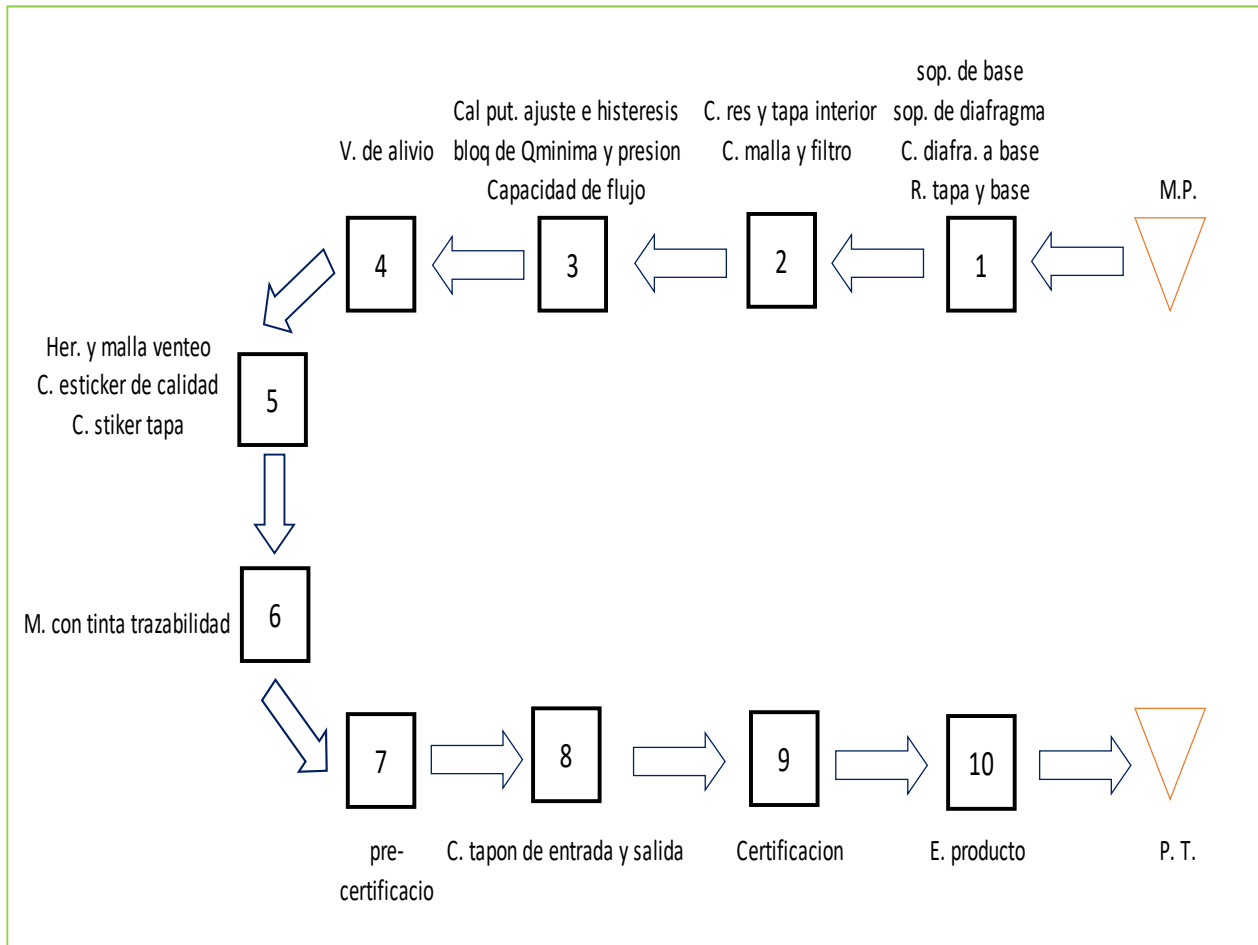 sop. de base
sop. de diafragma
C. diafra. a base
R. tapa y base
M.P.
C. res y tapa interior
C. malla y filtro
Cal put. ajuste e histeresis
bloq de Qminima y presion
Capacidad de flujo
V. de alivio
1
2
3
4
Her. y malla venteo
C. esticker de calidad
C. stiker tapa
5
M. con tinta trazabilidad
6
7
8
9
10
pre-
certificacio
C. tapon de entrada y salida
Certificacion
E. producto
P. T.